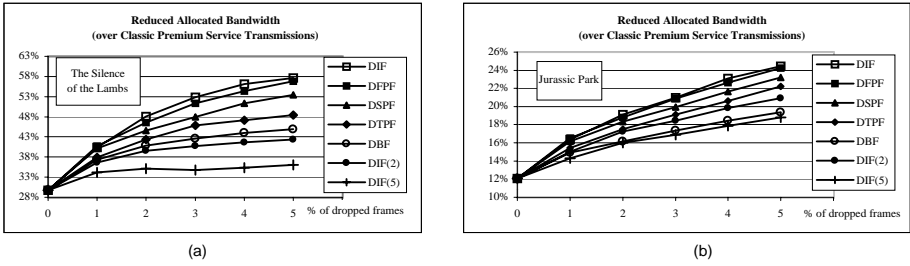 Reduced Allocated Bandwidth
(over Classic Premium Service Transmissions)
63%
58%
53%
48%
43%
38%
33%
28%
The Silence
of the Lambs
DIF
DFPF
DSPF
DTPF
DBF
DIF(2)
DIF(5)
0 1 2 3 4 5 % of dropped frames
(a)
Reduced Allocated Bandwidth
(over Classic Premium Service Transmissions)
26%
24%
22%
20%
18%
16%
14%
12%
Jurassic Park
DIF
DFPF
DSPF
DTPF
DBF
DIF(2)
DIF(5)
0 1 2 3 4 5 % of dropped frames
(b)